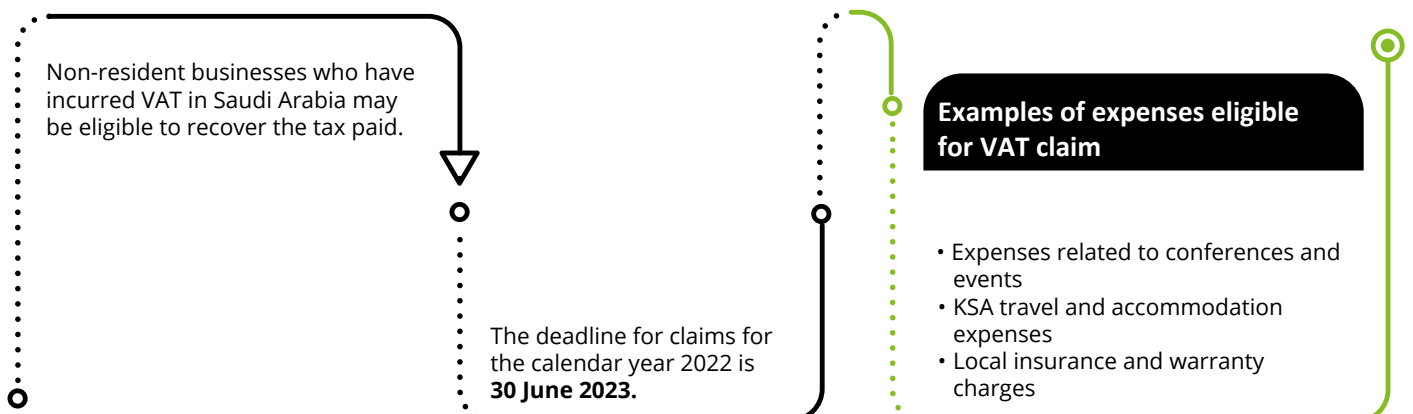 Non-resident businesses who have
incurred VAT in Saudi Arabia may
be eligible to recover the tax paid.
The deadline for claims for
the calendar year 2022 is
30 June 2023.
Examples of expenses eligible
for VAT claim
• Expenses related to conferences and
events
• KSA travel and accommodation
expenses
• Local insurance and warranty
charges